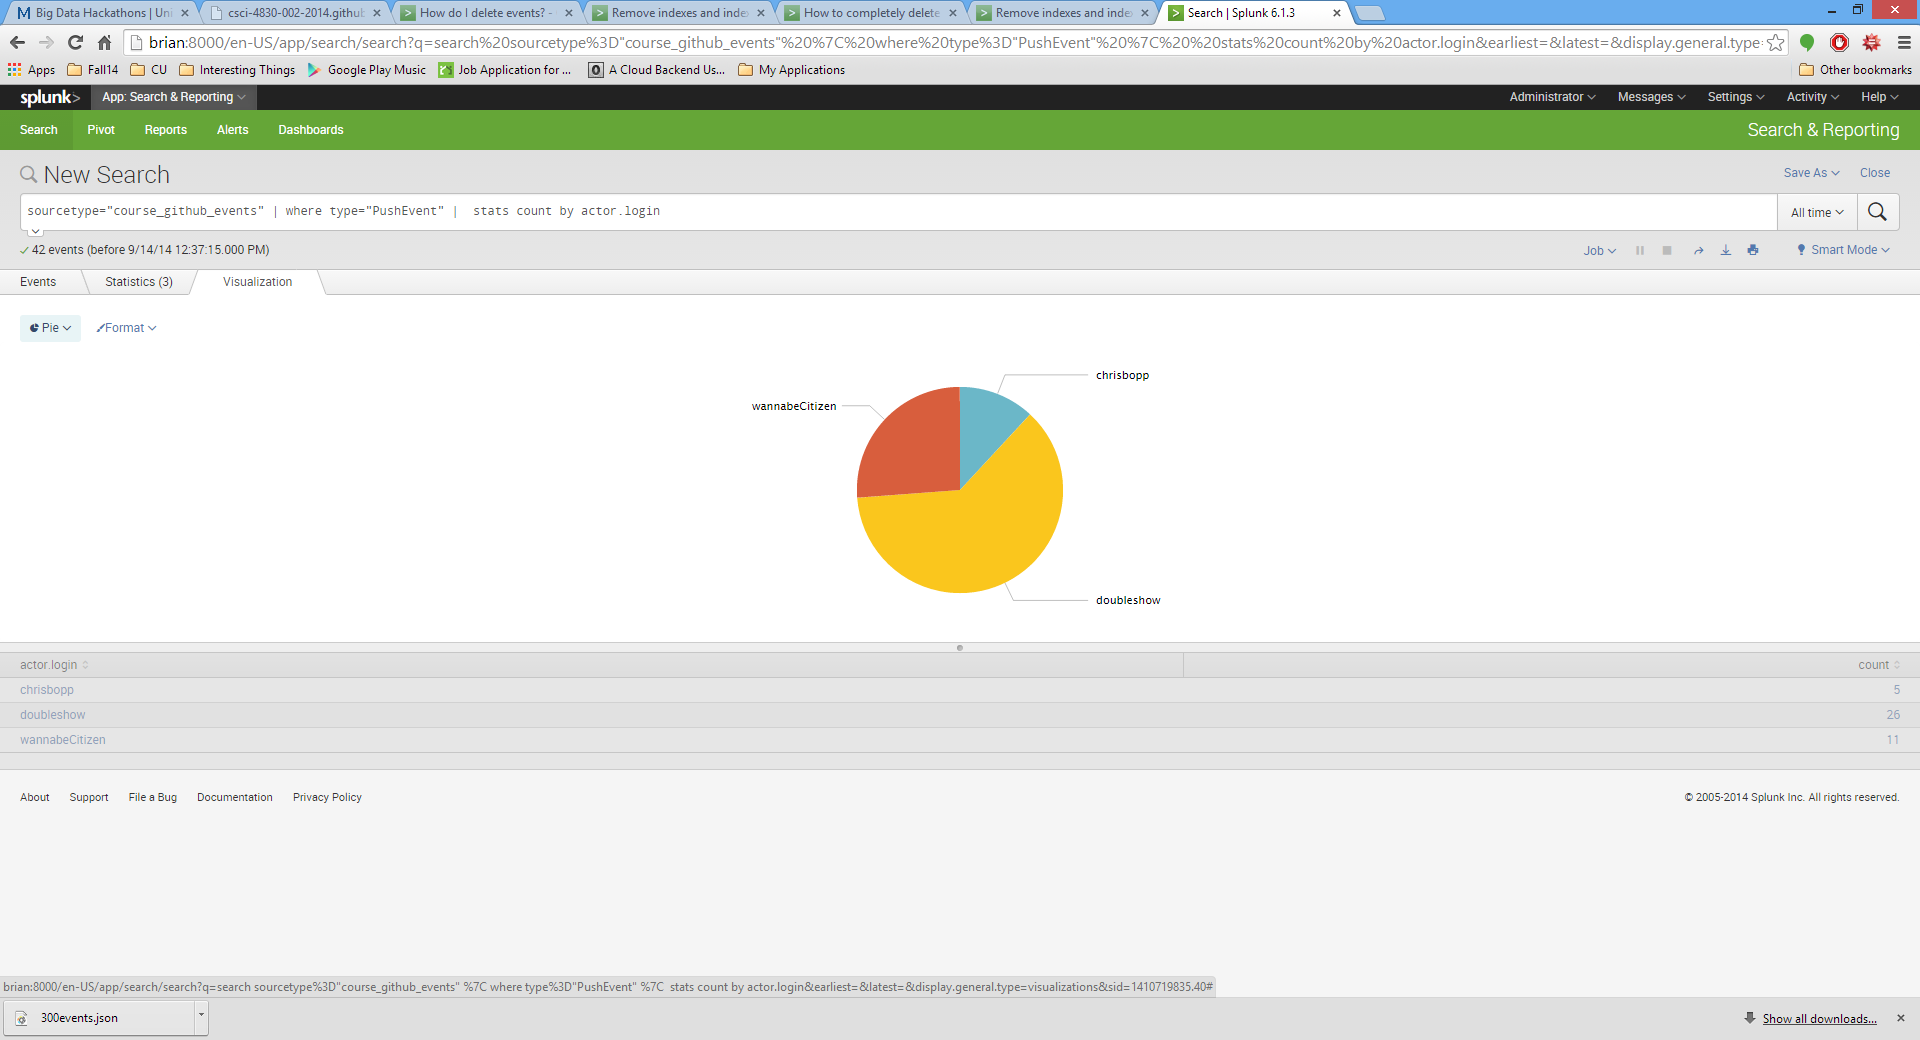 Big Data Hackathons | Uni
csci-4830-002-2014.github
How do I delete events? -
Remove indexes and inde
How to completely delete
Remove indexes and inde
Search | Splunk 6.1.3
brian:8000/en-US/app/search/search?q=search%20sourcetype%3D"course_github_events"%20%7C%20where%20type%3D"PushEvent"%20%7C%20%20stats%20count%20by%20actor.login&earliest=&latest=&display.general.type=
Apps Fall14 CU Interesting Things Google Play Music Job Application for ... A Cloud Backend Us... My Applications Other bookmarks
splunk> App: Search & Reporting Administrator Messages Settings Activity Help
Search Pivot Reports Alerts Dashboards Search & Reporting
New Search Save As Close
sourcetype="course_github_events" | where type="PushEvent" |  stats count by actor.login All time
42 events (before 9/14/14 12:37:15.000 PM) Job Smart Mode
Events Statistics (3) Visualization
Pie Format
chrisbopp
wannabeCitizen
doubleshow
actor.login count
chrisbopp 5
doubleshow 26
wannabeCitizen 11
About Support File a Bug Documentation Privacy Policy © 2005-2014 Splunk Inc. All rights reserved.
brian:8000/en-US/app/search/search?q=search sourcetype%3D"course_github_events" %7C where type%3D"PushEvent" %7C  stats count by actor.login&earliest=&latest=&display.general.type=visualizations&sid=1410719835.40#
300events.json Show all downloads...